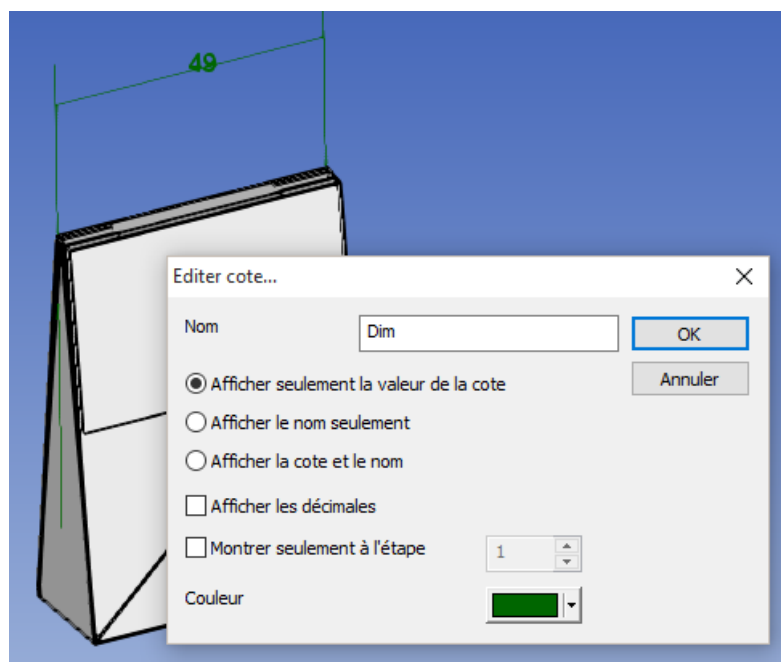 49
Editer cote...
Nom
Dim
OK
Afficher seulement la valeur de la cote
Annuler
Afficher le nom seulement
Afficher la cote et le nom
Afficher les décimales
Montrer seulement à l'étape
1
Couleur